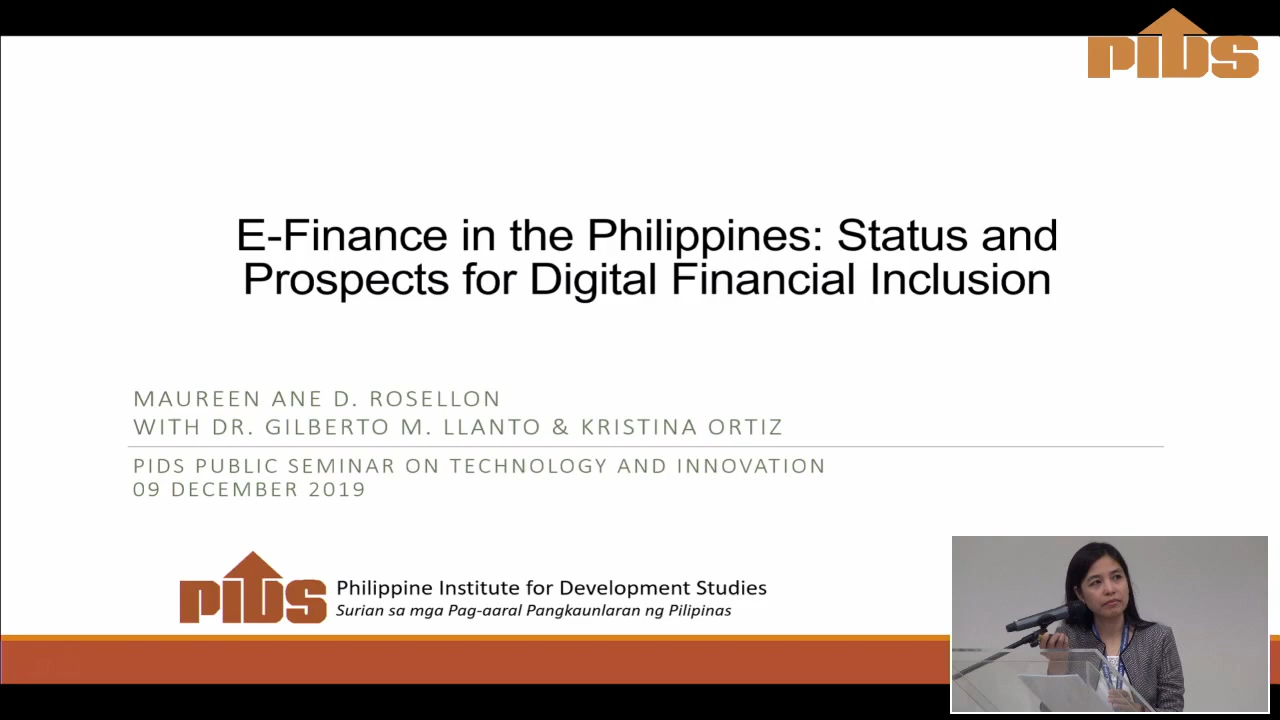 PIDS
E-Finance in the Philippines: Status and
Prospects for Digital Financial Inclusion
MAUREEN ANE D. ROSELLON
WITH DR. GILBERTO M. LLANTO & KRISTINA ORTIZ
PIDS PUBLIC SEMINAR ON TECHNOLOGY AND INNOVATION
09 DECEMBER 2019
PIDS
Philippine Institute for Development Studies
Surian sa mga Pag-aaral Pangkaunlaran ng Pilipinas